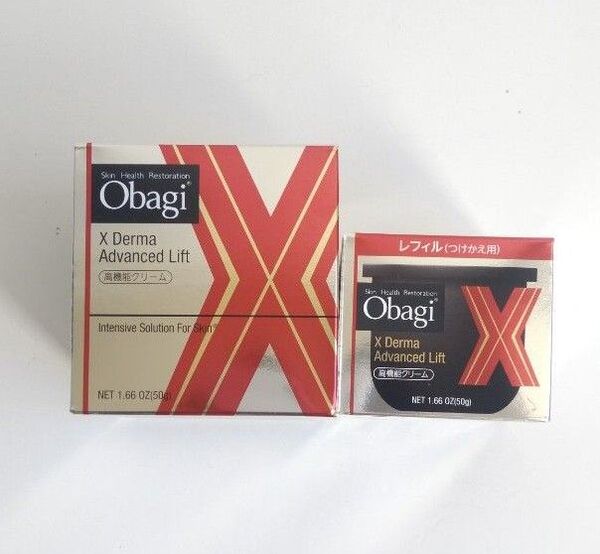 Skin Health Restoration
Obagi®
X Derma
Advanced Lift
高機能クリーム
Intensive Solution For Skin®
NET 1.66 OZ(50g)
レフィル(つけかえ用)
Skin Health Restoration
Obagi®
X Derma
Advanced Lift
高機能クリーム
NET 1.66 OZ(50g)